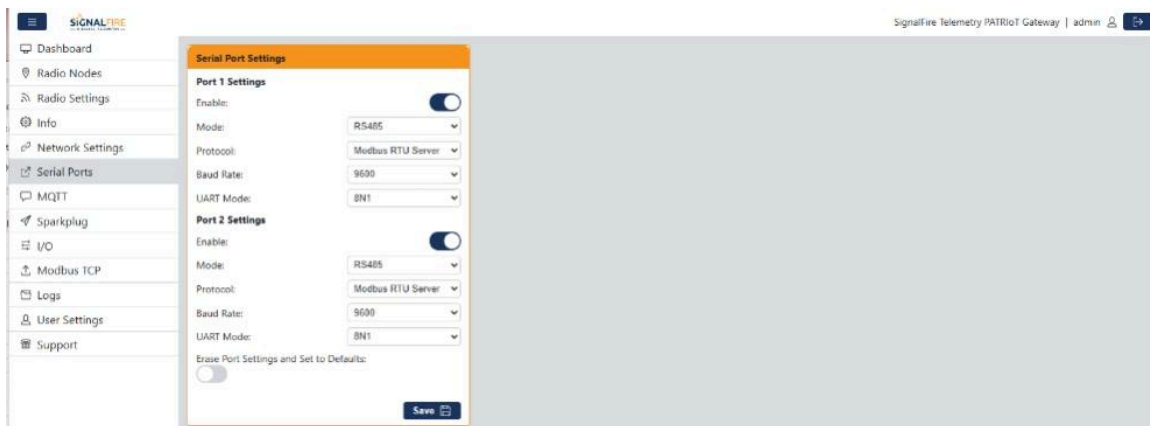 SIGNALFIRE
SignalFire Telemetry PATRIoT Gateway | admin
Dashboard
Radio Nodes
Radio Settings
Info
Network Settings
Serial Ports
MQTT
Sparkplug
I/O
Modbus TCP
Logs
User Settings
Support
Serial Port Settings
Port 1 Settings
Enable:
Mode: RS485
Protocol: Modbus RTU Server
Baud Rate: 9600
UART Mode: 8N1
Port 2 Settings
Enable:
Mode: RS485
Protocol: Modbus RTU Server
Baud Rate: 9600
UART Mode: 8N1
Erase Port Settings and Set to Defaults:
Save